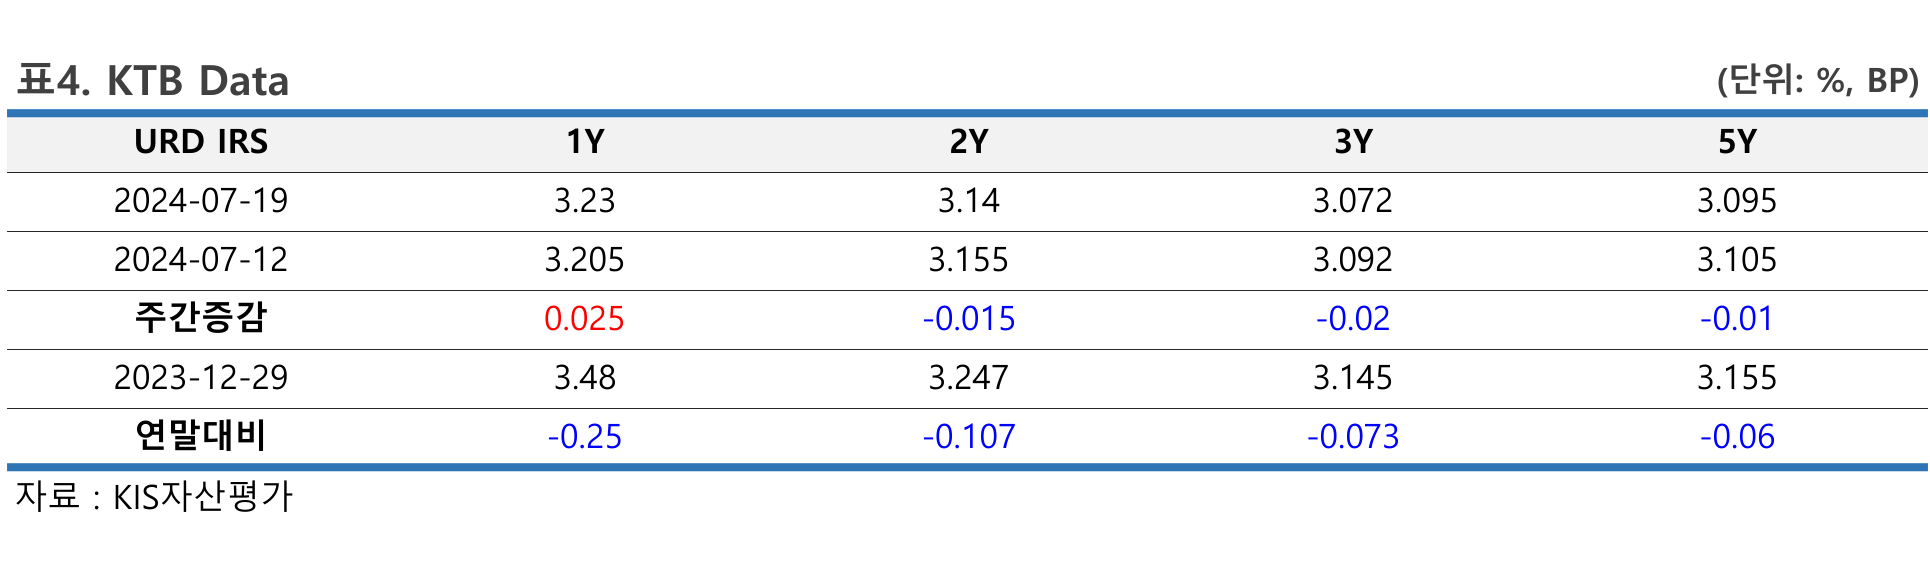 표4. KTB Data (단위: %, BP)
URD IRS 1Y 2Y 3Y 5Y
2024-07-19 3.23 3.14 3.072 3.095
2024-07-12 3.205 3.155 3.092 3.105
주간증감 0.025 -0.015 -0.02 -0.01
2023-12-29 3.48 3.247 3.145 3.155
연말대비 -0.25 -0.107 -0.073 -0.06
자료 : KIS자산평가